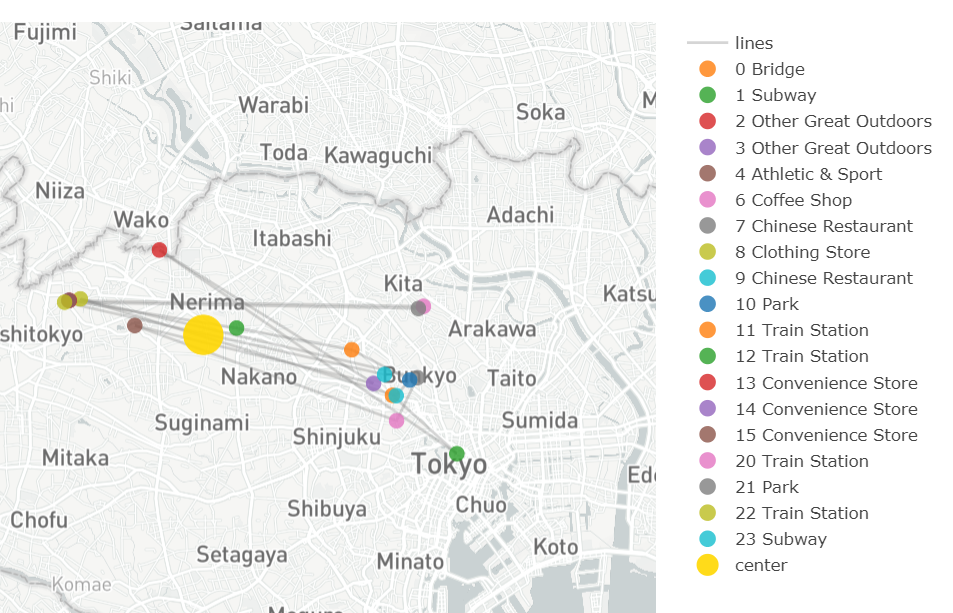 Fujimi
Saitama
lines
Shiki
0 Bridge
Warabi
1 Subway
Soka
2 Other Great Outdoors
Toda
Kawaguchi
3 Other Great Outdoors
Niiza
4 Athletic & Sport
Wako
Adachi
6 Coffee Shop
Itabashi
7 Chinese Restaurant
8 Clothing Store
Kita
9 Chinese Restaurant
Nerima
Katsu
10 Park
shitokyo
Arakawa
11 Train Station
12 Train Station
Nakano
Bunkyo
Taito
13 Convenience Store
Suginami
Sumida
14 Convenience Store
Shinjuku
15 Convenience Store
Mitaka
Tokyo
20 Train Station
Ede
21 Park
Chofu
Shibuya
Chuo
22 Train Station
Setagaya
Minato
Koto
23 Subway
Komae
center